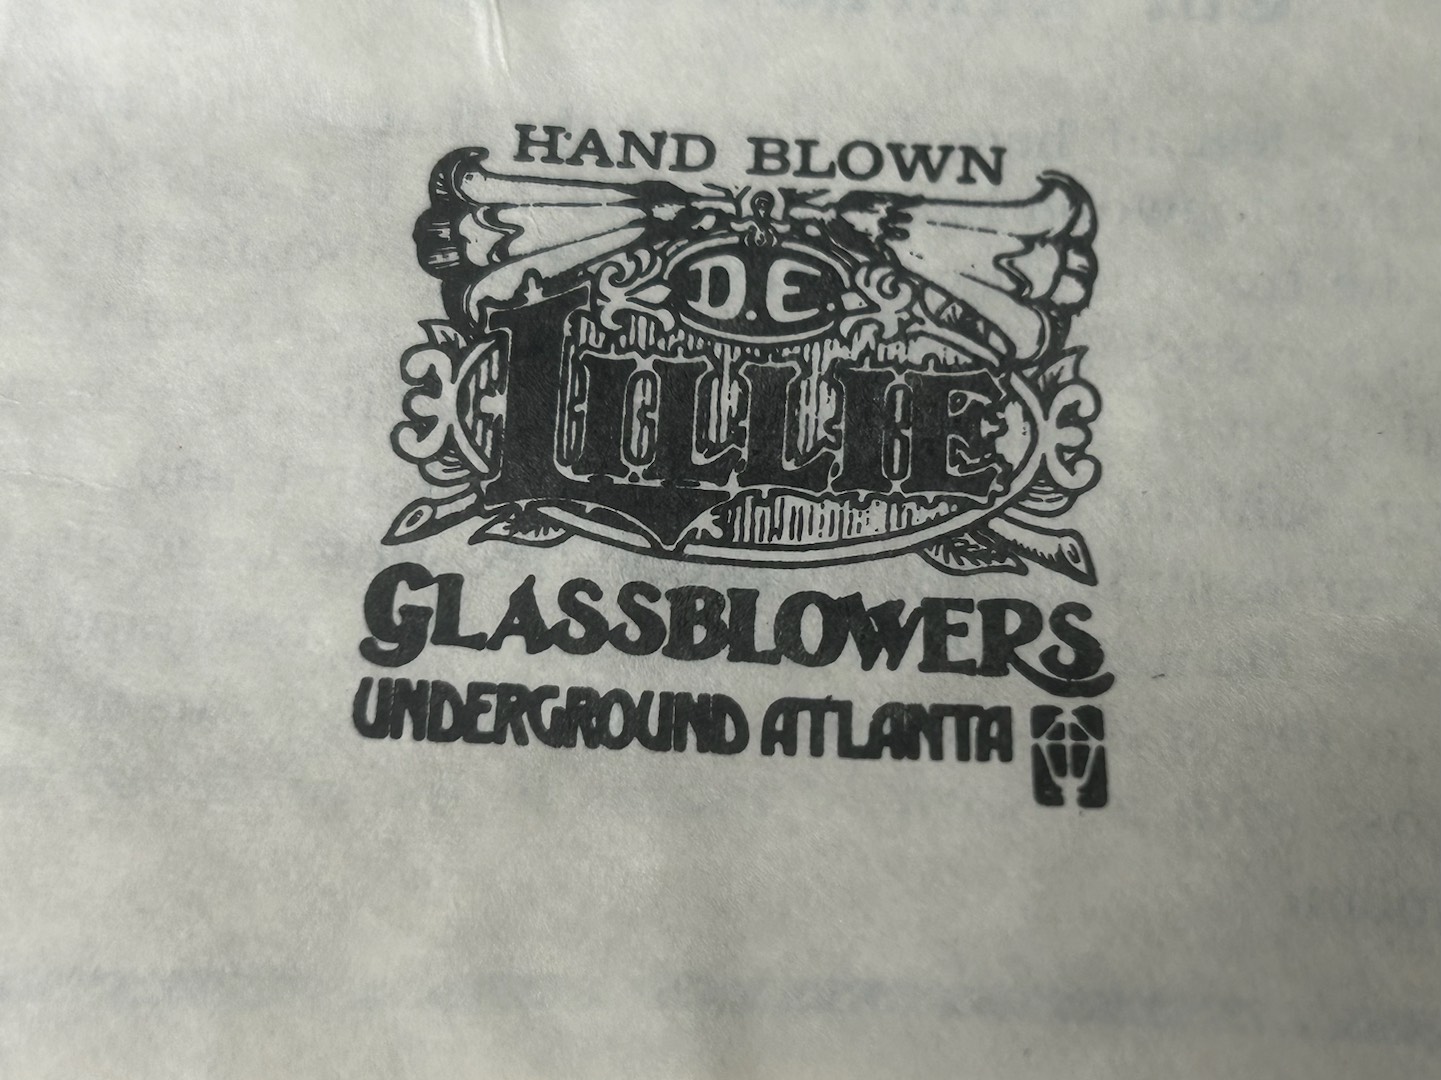 HAND BLOWN
D.E.
LILLIE
GLASSBLOWERS
UNDERGROUND ATLANTA